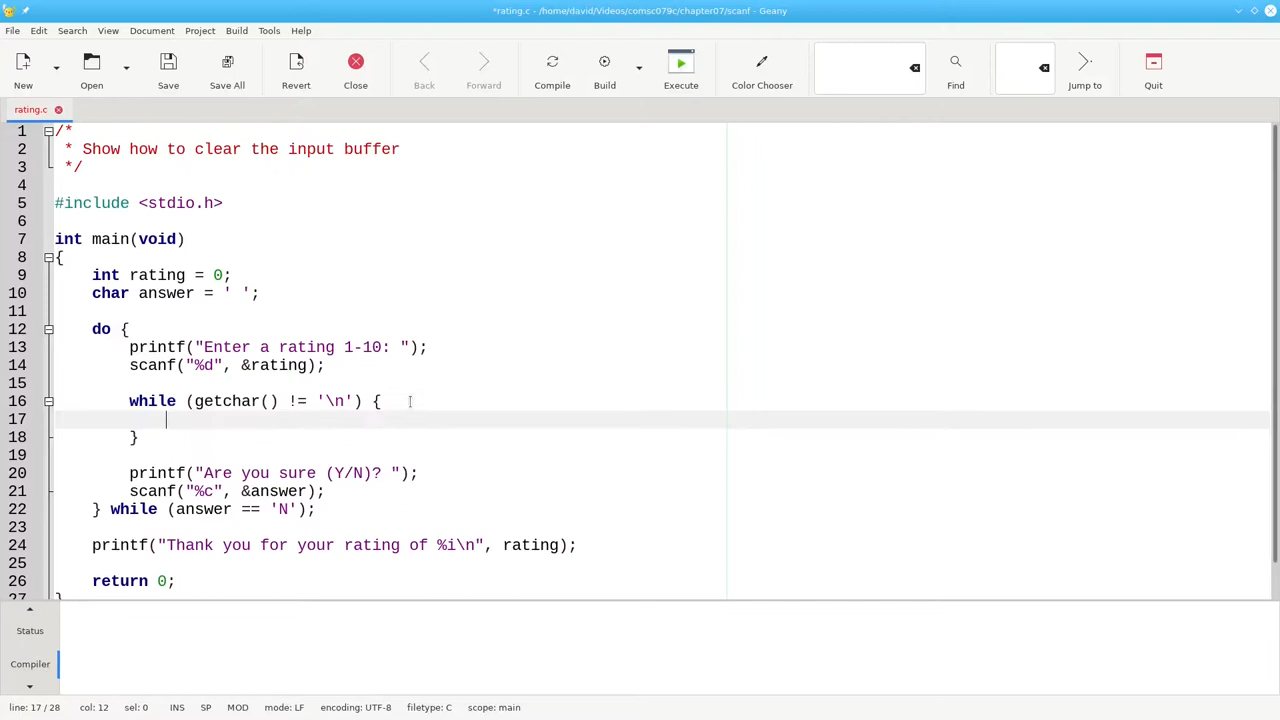 *rating.c - /home/david/Videos/comsc079c/chapter07/scanf - Geany
File Edit Search View Document Project Build Tools Help
New Open Save Save All Revert Close Back Forward Compile Build Execute Color Chooser Find Jump to Quit
rating.c
1 /*
2  * Show how to clear the input buffer
3  */
4
5 #include <stdio.h>
6
7 int main(void)
8 {
9     int rating = 0;
10     char answer = ' ';
11
12     do {
13         printf("Enter a rating 1-10: ");
14         scanf("%d", &rating);
15
16         while (getchar() != '\n') {
17
18         }
19
20         printf("Are you sure (Y/N)? ");
21         scanf("%c", &answer);
22     } while (answer == 'N');
23
24     printf("Thank you for your rating of %i\n", rating);
25
26     return 0;
27 }
Status
Compiler
line: 17 / 28 col: 12 sel: 0 INS SP MOD mode: LF encoding: UTF-8 filetype: C scope: main